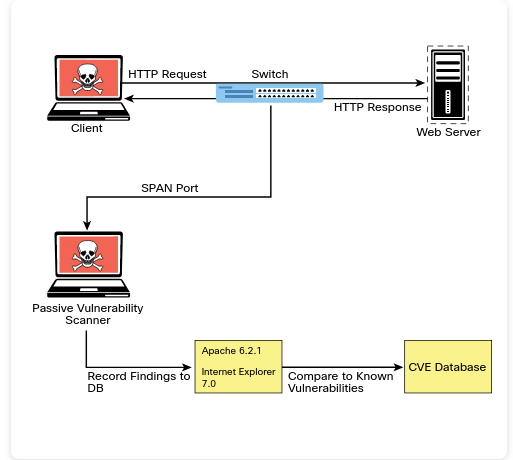 HTTP Request
Switch
HTTP Response
Client
Web Server
SPAN Port
Passive Vulnerability
Scanner
Apache 6.2.1
Internet Explorer
7.0
Record Findings to
DB
Compare to Known
Vulnerabilities
CVE Database